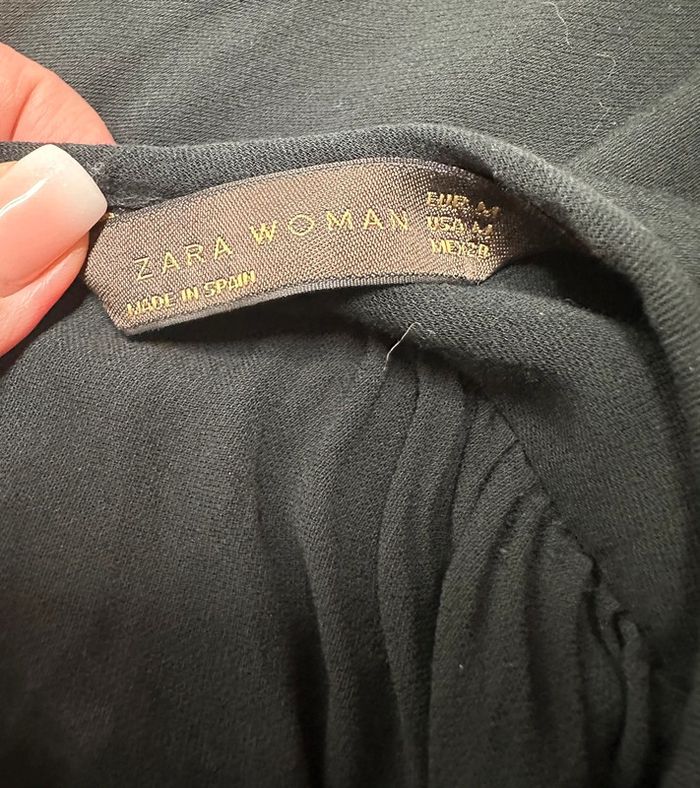 ZARA WOMAN
MADE IN SPAIN
EUR M
USA M
MEX 28